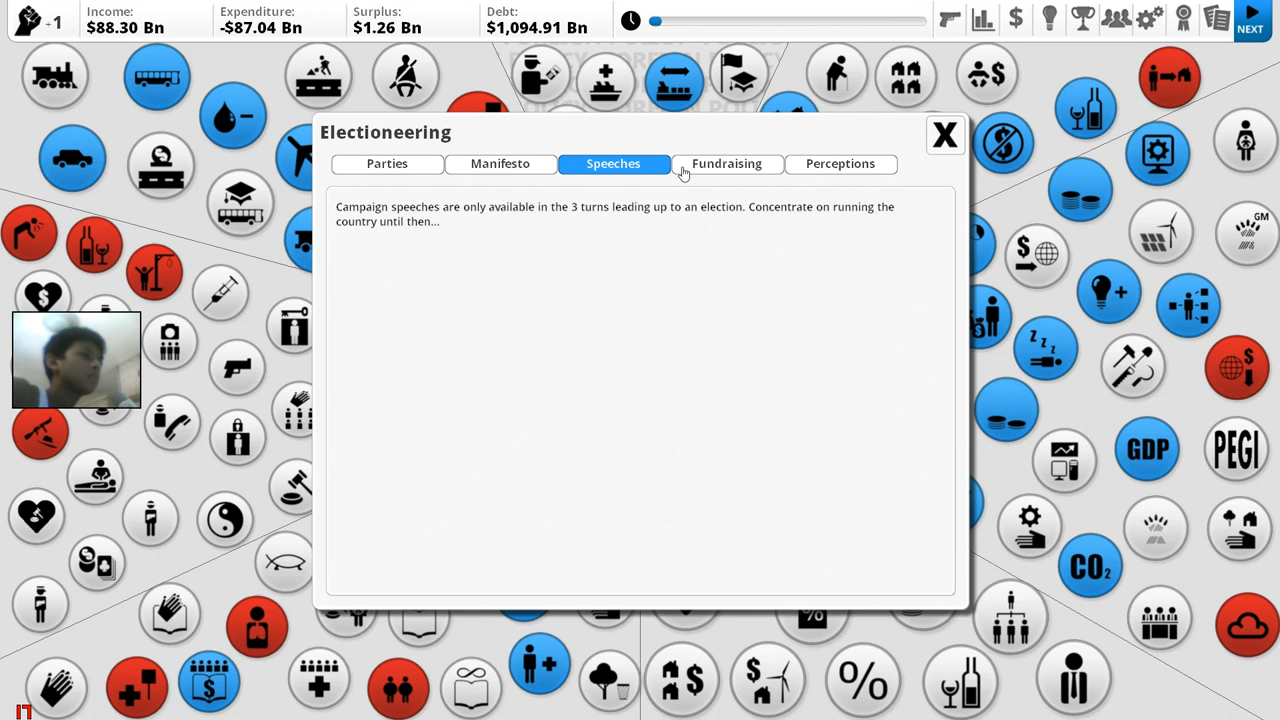 +1
Income:
$88.30 Bn
Expenditure:
-$87.04 Bn
Surplus:
$1.26 Bn
Debt:
$1,094.91 Bn
NEXT
Electioneering
X
Parties
Manifesto
Speeches
Fundraising
Perceptions
Campaign speeches are only available in the 3 turns leading up to an election. Concentrate on running the
country until then...
GM
GDP
PEGI
CO2
17